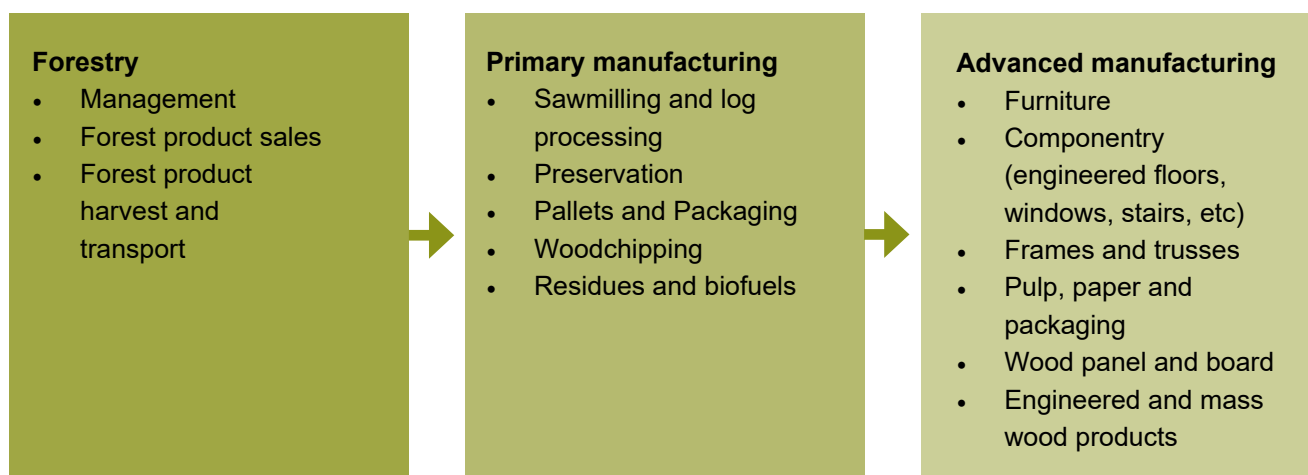 Forestry
• Management
• Forest product sales
• Forest product
harvest and
transport
Primary manufacturing
• Sawmilling and log
processing
• Preservation
• Pallets and Packaging
• Woodchipping
• Residues and biofuels
Advanced manufacturing
• Furniture
• Componentry
(engineered floors,
windows, stairs, etc)
• Frames and trusses
• Pulp, paper and
packaging
• Wood panel and board
• Engineered and mass
wood products